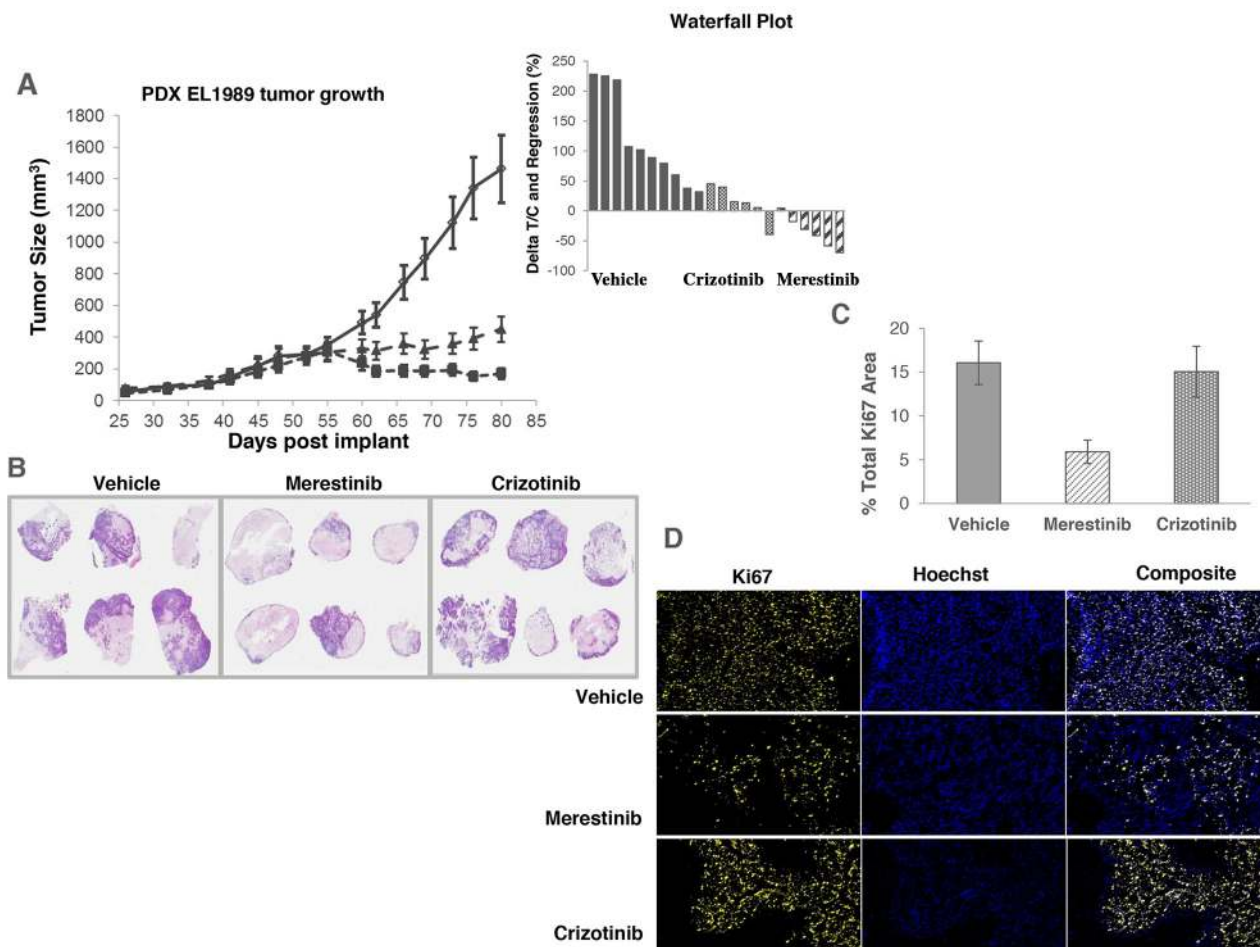 Waterfall Plot
A
PDX EL1989 tumor growth
Tumor Size (mm³)
1800
1600
1400
1200
1000
800
600
400
200
0
25 30 35 40 45 50 55 60 65 70 75 80 85
Days post implant
Delta T/C and Regression (%)
250
200
150
100
50
0
-50
-100
Vehicle Crizotinib Merestinib
B
Vehicle Merestinib Crizotinib
C
% Total Ki67 Area
20
15
10
5
0
Vehicle Merestinib Crizotinib
D
Ki67 Hoechst Composite
Vehicle
Merestinib
Crizotinib